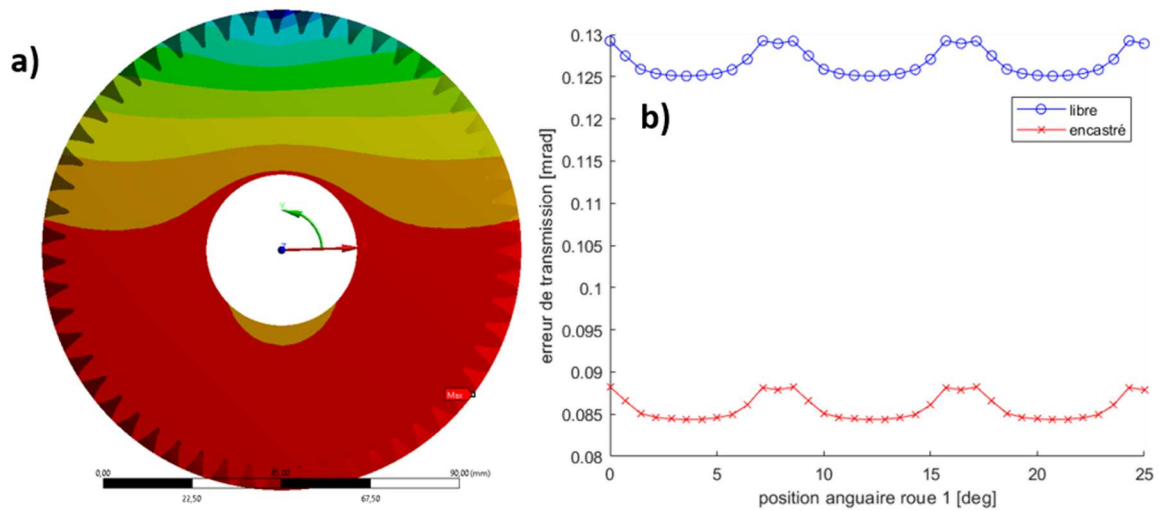 a)
Y
Z
Max
0,00
45,00
90,00 (mm)
22,50
67,50
b)
erreur de transmission [mrad]
0.13
0.125
0.12
0.115
0.11
0.105
0.1
0.095
0.09
0.085
0.08
libre
encastré
0
5
10
15
20
25
position anguaire roue 1 [deg]